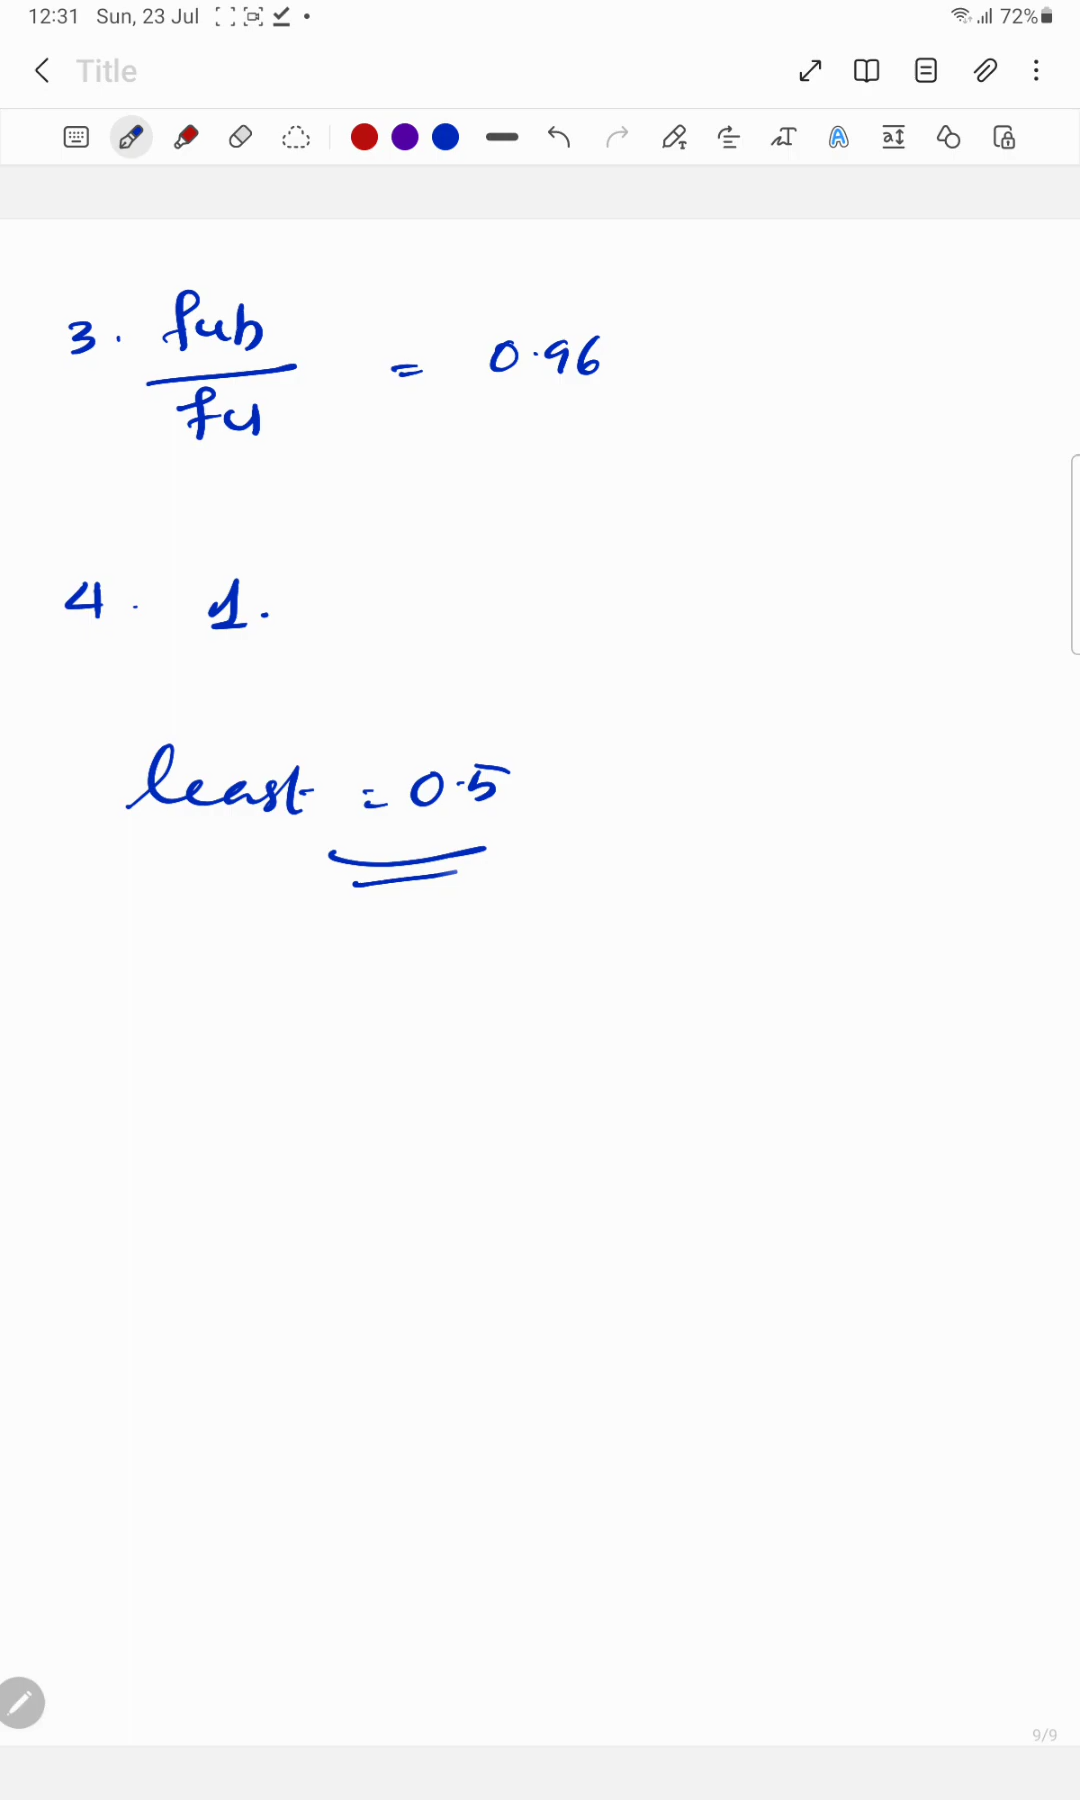 12:31 Sun, 23 Jul 72%
Title
3. fub
fu
= 0.96
4. 1.
least = 0.5
9/9